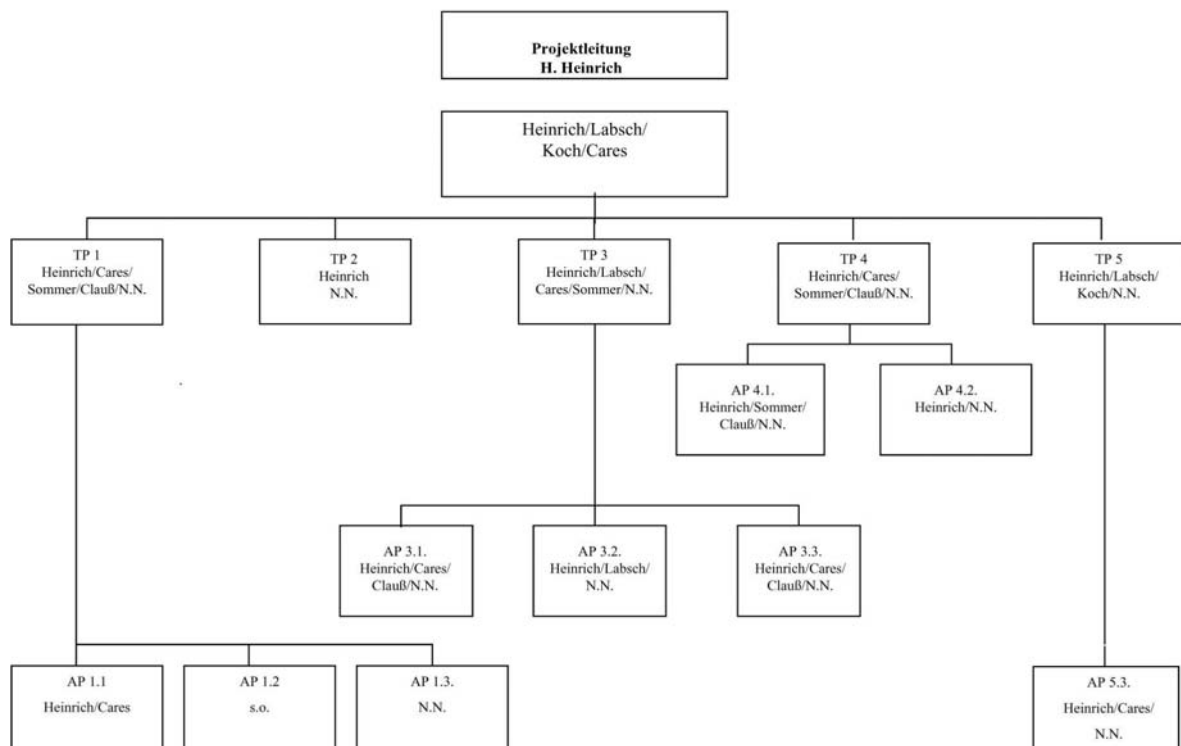 Projektleitung
H. Heinrich
Heinrich/Labsch/
Koch/Cares
TP 1
Heinrich/Cares/
Sommer/Clauß/N.N.
TP 2
Heinrich
N.N.
TP 3
Heinrich/Labsch/
Cares/Sommer/N.N.
TP 4
Heinrich/Cares/
Sommer/Clauß/N.N.
TP 5
Heinrich/Labsch/
Koch/N.N.
AP 4.1.
Heinrich/Sommer/
Clauß/N.N.
AP 4.2.
Heinrich/N.N.
AP 3.1.
Heinrich/Cares/
Clauß/N.N.
AP 3.2.
Heinrich/Labsch/
N.N.
AP 3.3.
Heinrich/Cares/
Clauß/N.N.
AP 1.1
Heinrich/Cares
AP 1.2
s.o.
AP 1.3.
N.N.
AP 5.3.
Heinrich/Cares/
N.N.